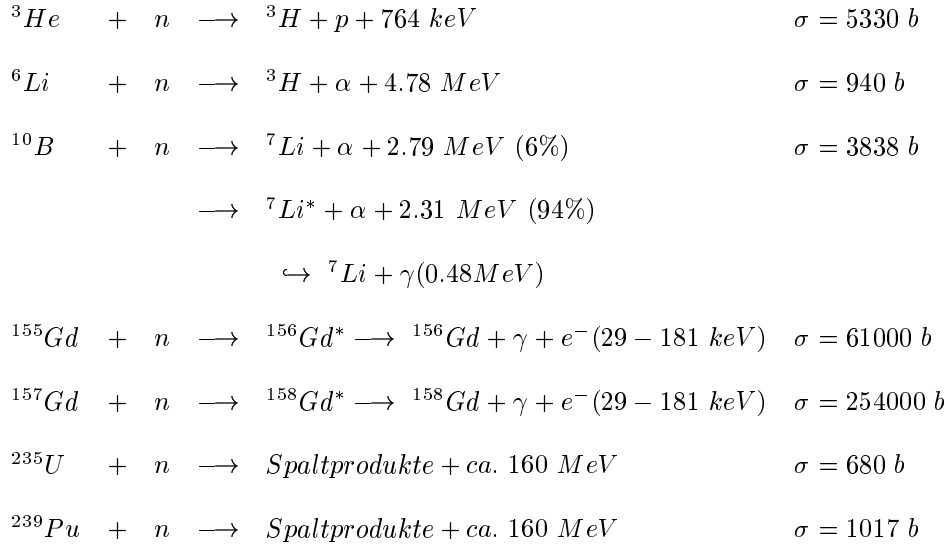 ³He + n ⟶ ³H + p + 764 keV σ = 5330 b
⁶Li + n ⟶ ³H + α + 4.78 MeV σ = 940 b
¹⁰B + n ⟶ ⁷Li + α + 2.79 MeV (6%) σ = 3838 b
⟶ ⁷Li* + α + 2.31 MeV (94%)
↪ ⁷Li + γ(0.48MeV)
¹⁵⁵Gd + n ⟶ ¹⁵⁶Gd* ⟶ ¹⁵⁶Gd + γ + e⁻(29 − 181 keV) σ = 61000 b
¹⁵⁷Gd + n ⟶ ¹⁵⁸Gd* ⟶ ¹⁵⁸Gd + γ + e⁻(29 − 181 keV) σ = 254000 b
²³⁵U + n ⟶ Spaltprodukte + ca. 160 MeV σ = 680 b
²³⁹Pu + n ⟶ Spaltprodukte + ca. 160 MeV σ = 1017 b